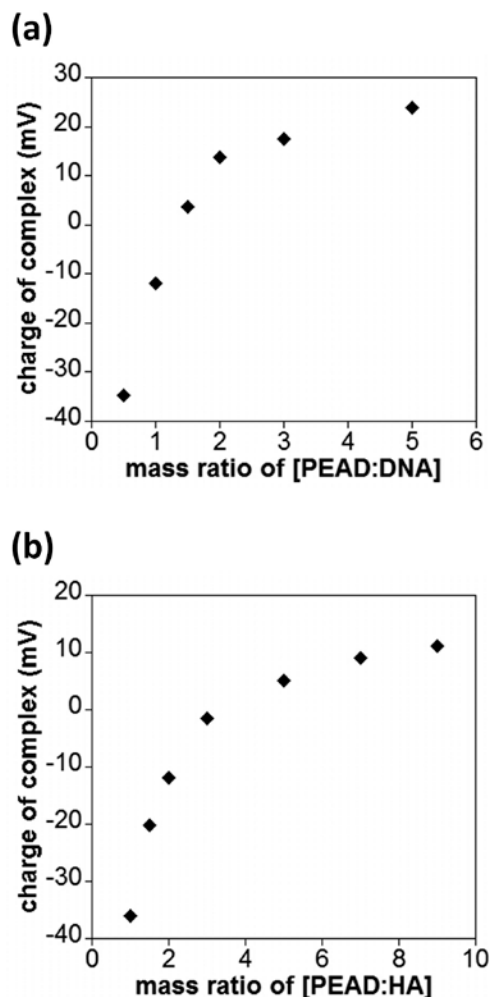 (a)
charge of complex (mV)
30
20
10
0
-10
-20
-30
-40
0 1 2 3 4 5 6
mass ratio of [PEAD:DNA]
(b)
charge of complex (mV)
20
10
0
-10
-20
-30
-40
0 2 4 6 8 10
mass ratio of [PEAD:HA]